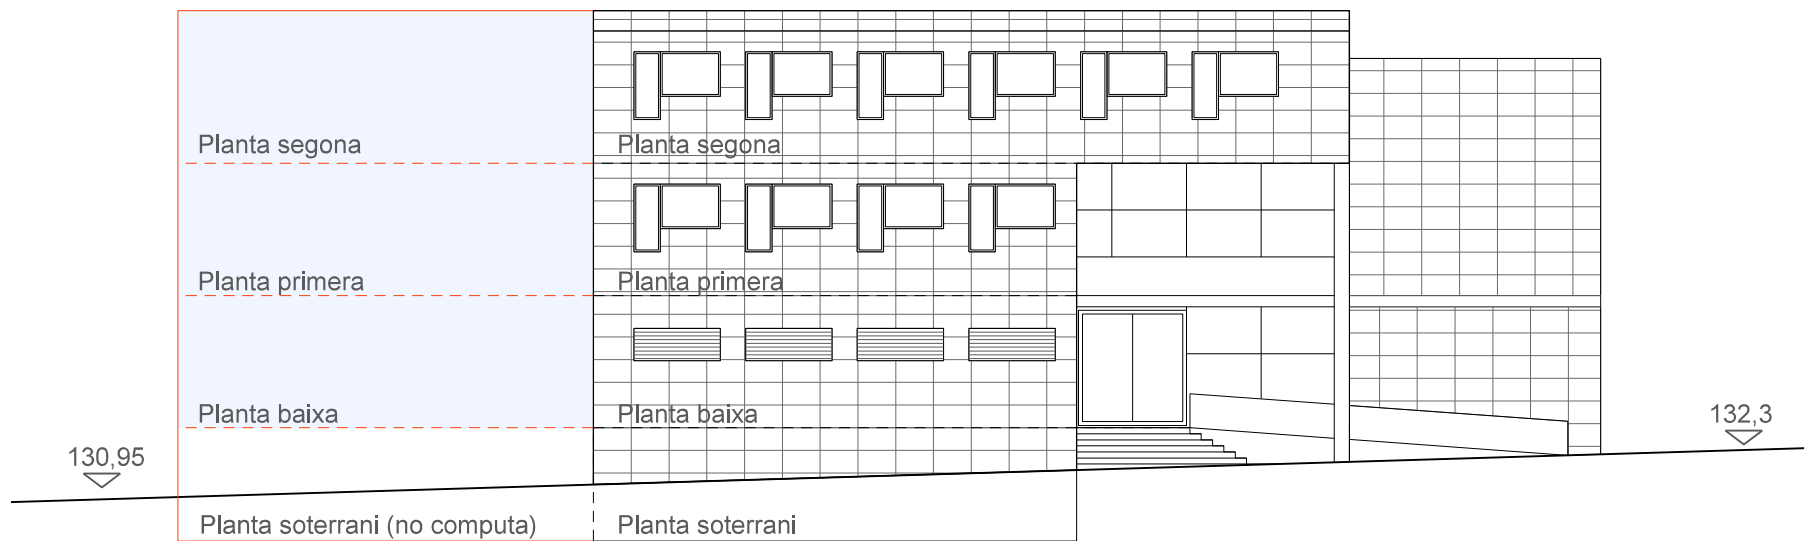 Planta segona
Planta segona
Planta primera
Planta primera
Planta baixa
Planta baixa
132,3
130,95
Planta soterrani (no computa)
Planta soterrani